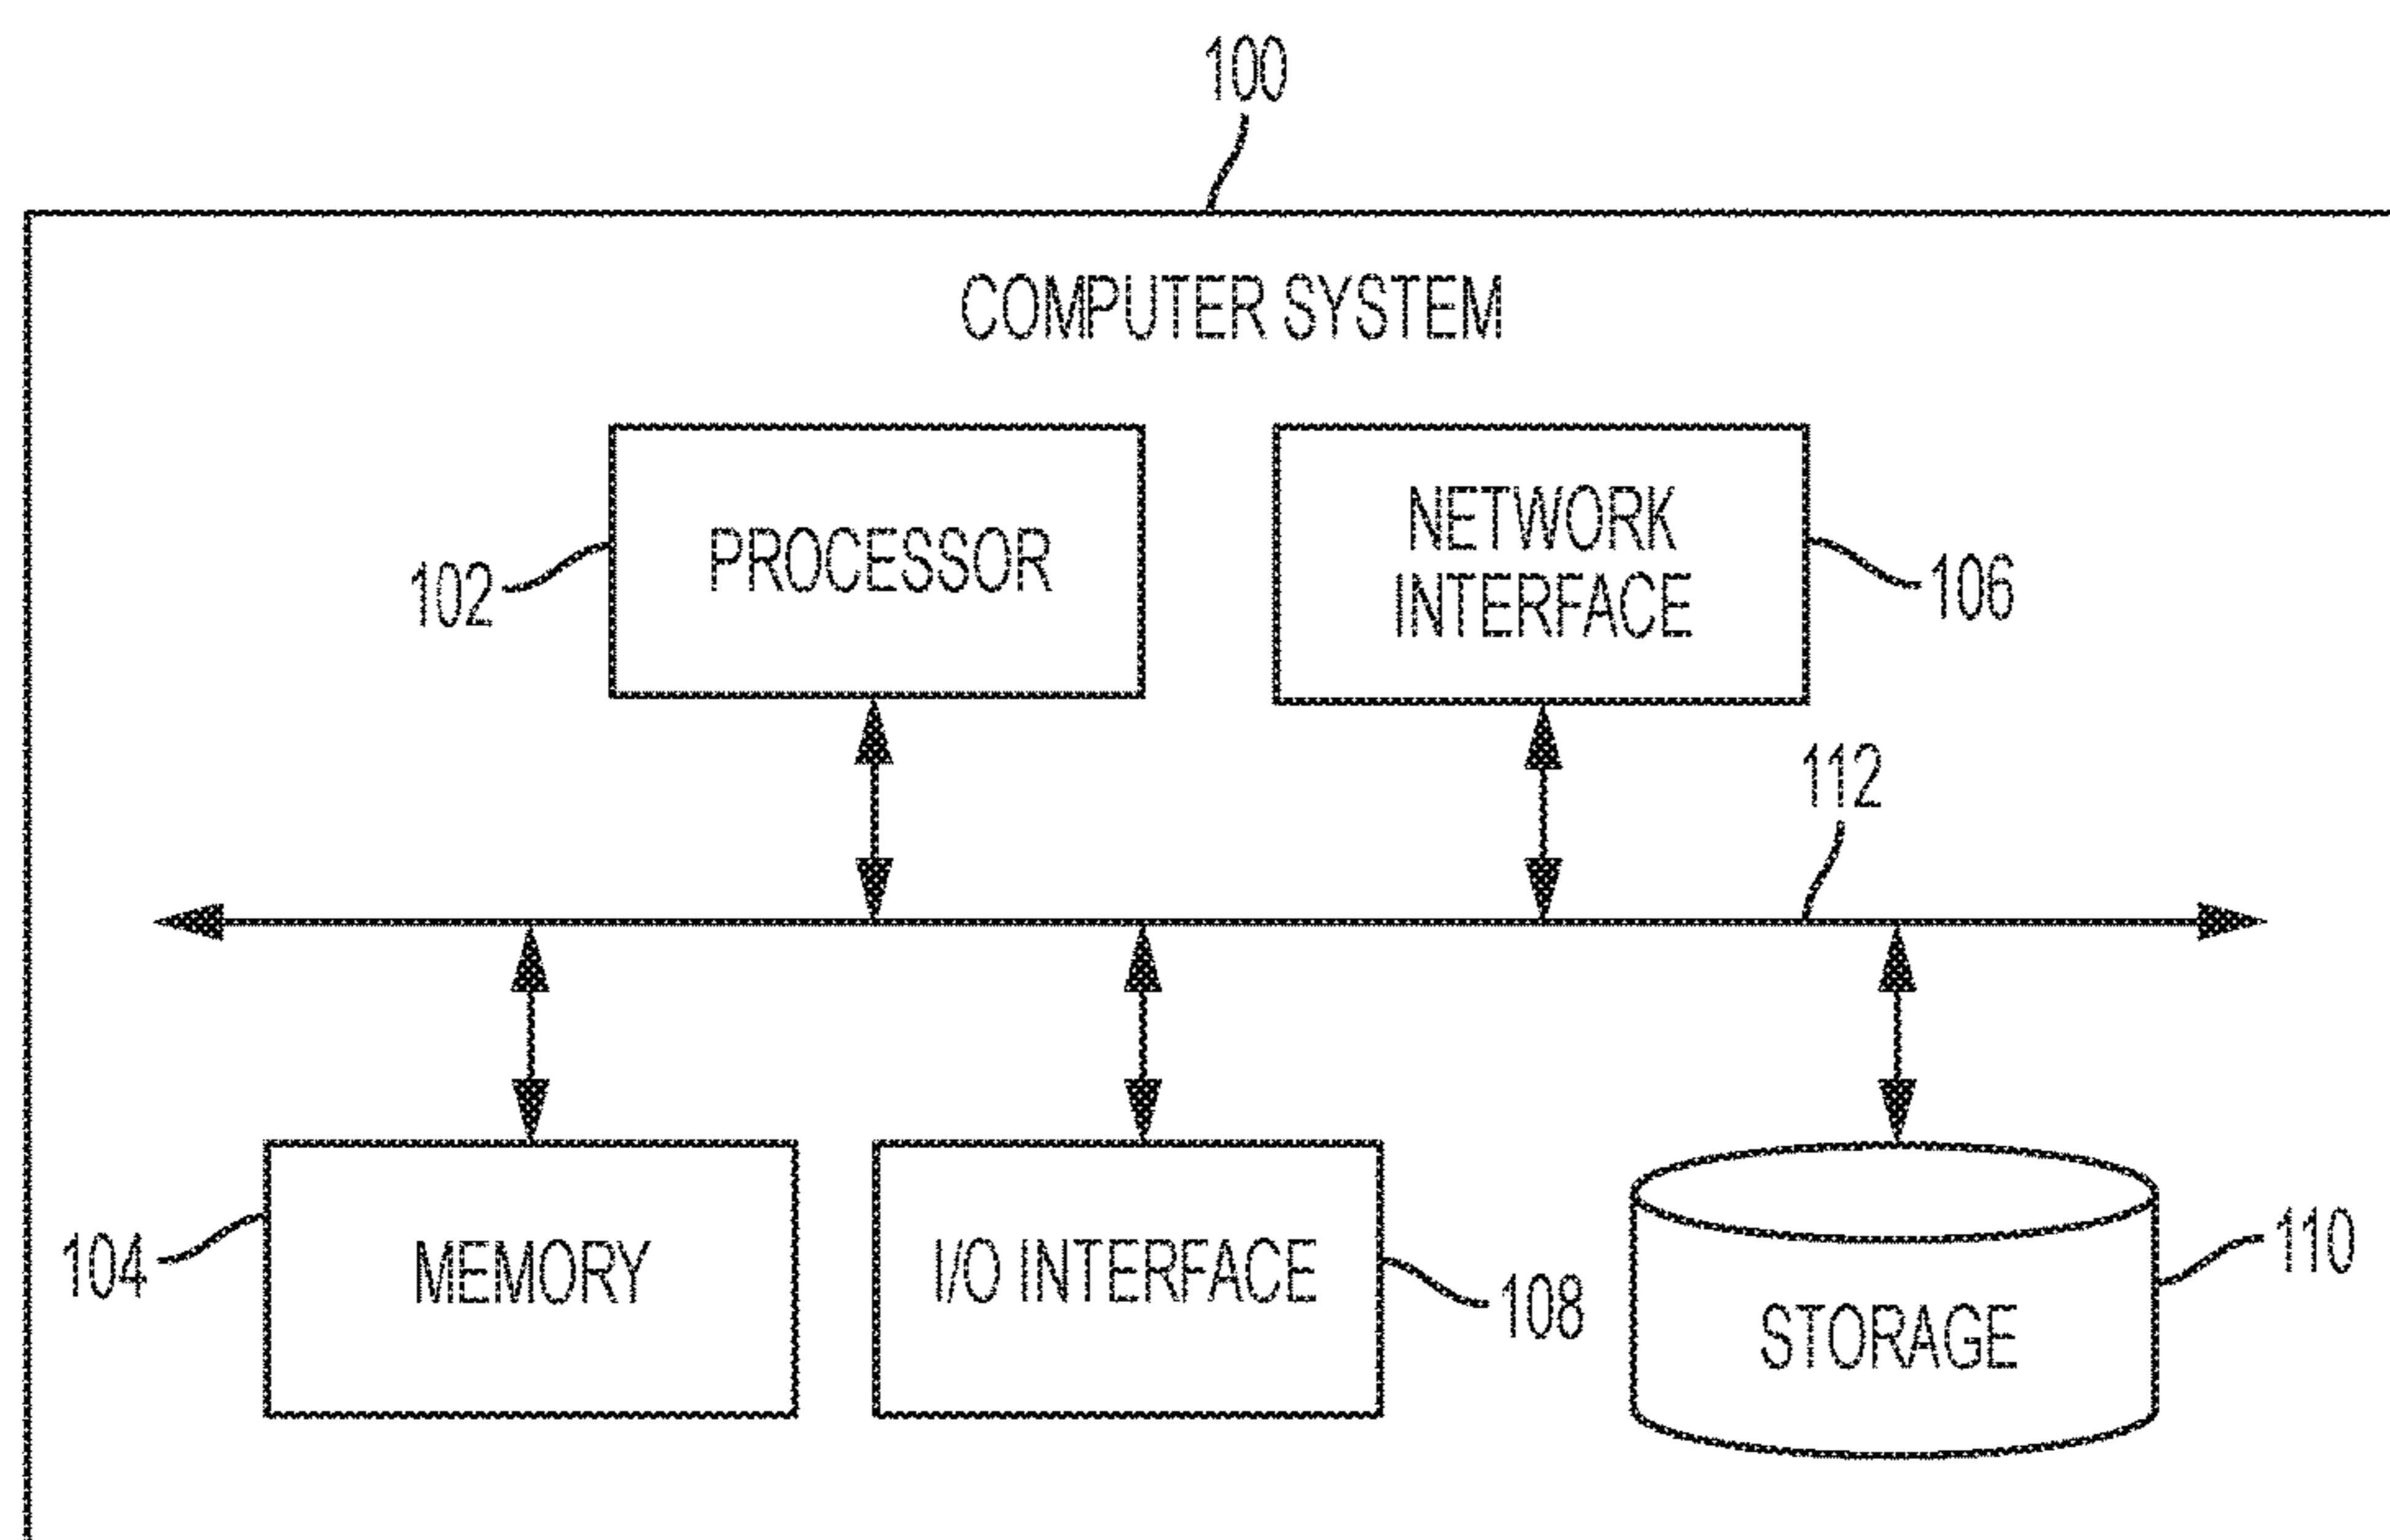 100
COMPUTER SYSTEM
PROCESSOR
NETWORK
INTERFACE
102
106
112
104
MEMORY
I/O INTERFACE
108
STORAGE
110